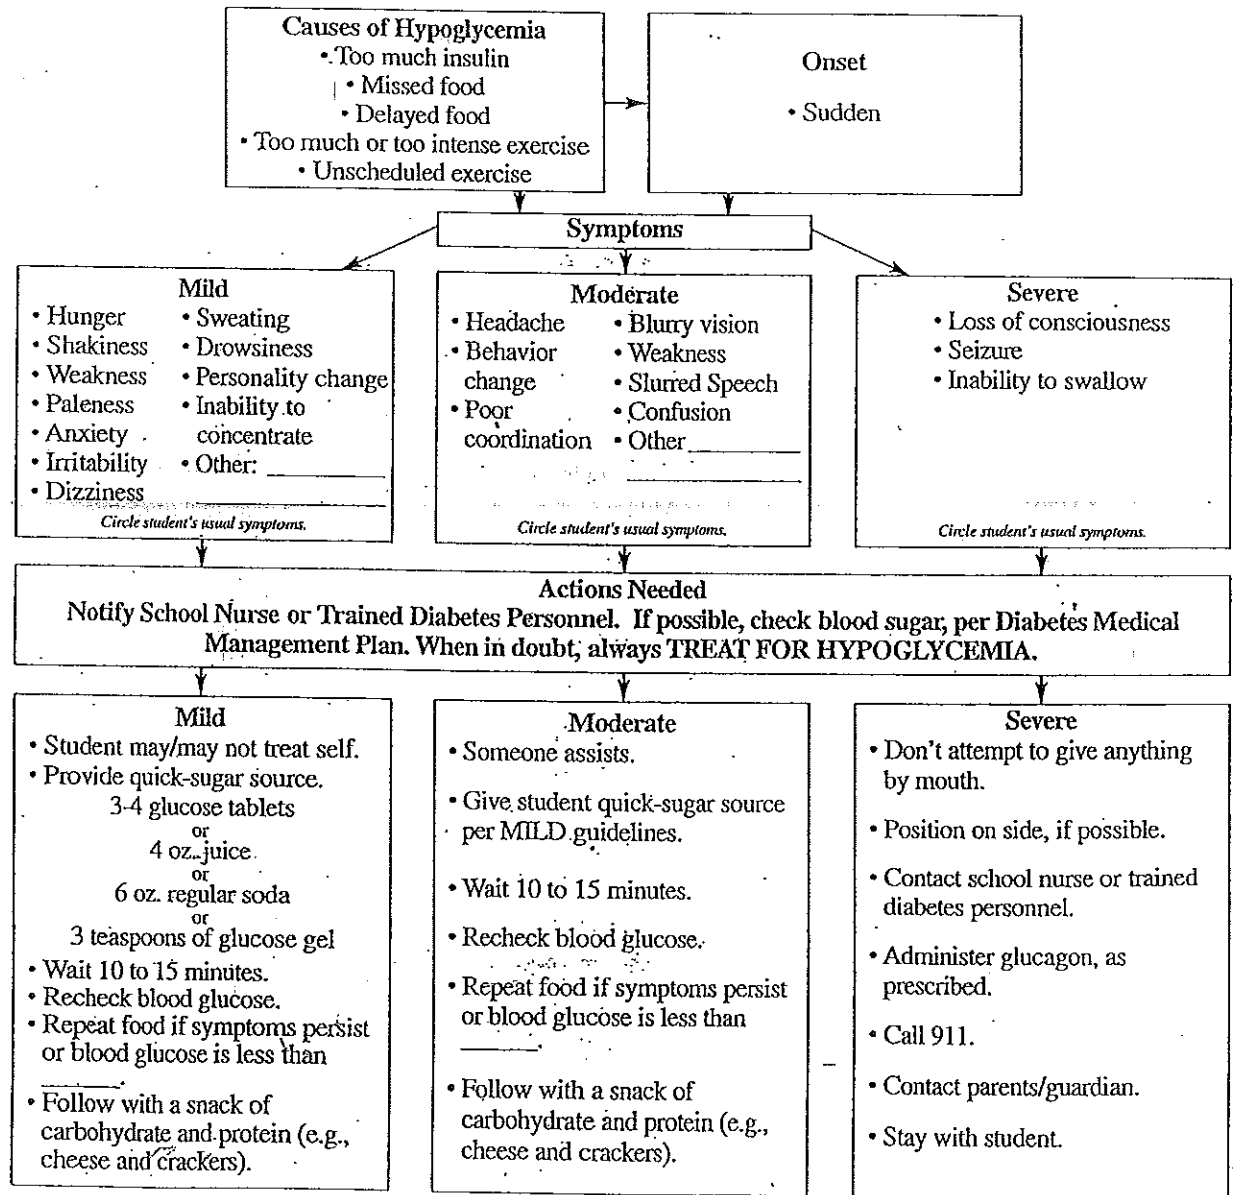 Causes of Hypoglycemia
• Too much insulin
• Missed food
• Delayed food
• Too much or too intense exercise
• Unscheduled exercise
Onset
• Sudden
Symptoms
Mild
• Hunger
• Shakiness
• Weakness
• Paleness
• Anxiety
• Irritability
• Dizziness
• Sweating
• Drowsiness
• Personality change
• Inability to
concentrate
• Other: ____________
Circle student's usual symptoms.
Moderate
• Headache
• Behavior
change
• Poor
coordination
• Blurry vision
• Weakness
• Slurred Speech
• Confusion
• Other ____________
Circle student's usual symptoms.
Severe
• Loss of consciousness
• Seizure
• Inability to swallow
Circle student's usual symptoms.
Actions Needed
Notify School Nurse or Trained Diabetes Personnel. If possible, check blood sugar, per Diabetes Medical
Management Plan. When in doubt, always TREAT FOR HYPOGLYCEMIA.
Mild
• Student may/may not treat self.
• Provide quick-sugar source.
3-4 glucose tablets
or
4 oz. juice
or
6 oz. regular soda
or
3 teaspoons of glucose gel
• Wait 10 to 15 minutes.
• Recheck blood glucose.
• Repeat food if symptoms persist
or blood glucose is less than
________.
• Follow with a snack of
carbohydrate and protein (e.g.,
cheese and crackers).
Moderate
• Someone assists.
• Give student quick-sugar source
per MILD guidelines.
• Wait 10 to 15 minutes.
• Recheck blood glucose.
• Repeat food if symptoms persist
or blood glucose is less than
________.
• Follow with a snack of
carbohydrate and protein (e.g.,
cheese and crackers).
Severe
• Don't attempt to give anything
by mouth.
• Position on side, if possible.
• Contact school nurse or trained
diabetes personnel.
• Administer glucagon, as
prescribed.
• Call 911.
• Contact parents/guardian.
• Stay with student.